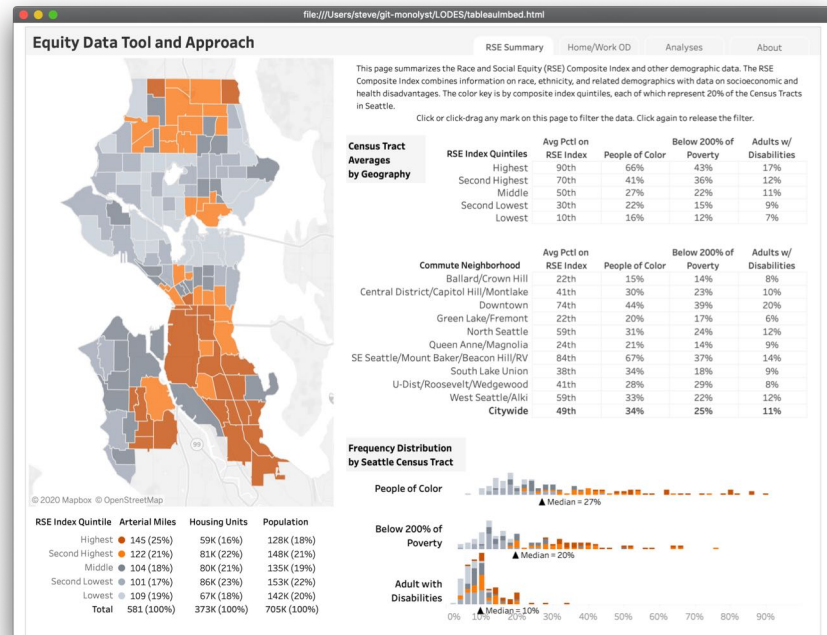 file:///Users/steve/git-monolyst/LODES/tableauImbed.html
Equity Data Tool and Approach
RSE Summary Home/Work OD Analyses About
This page summarizes the Race and Social Equity (RSE) Composite Index and other demographic data. The RSE
Composite Index combines information on race, ethnicity, and related demographics with data on socioeconomic and
health disadvantages. The color key is by composite index quintiles, each of which represent 20% of the Census Tracts
in Seattle.
Click or click-drag any mark on this page to filter the data. Click again to release the filter.
Census Tract
Averages
by Geography
Avg Pctl on Below 200% of Adults w/
RSE Index Quintiles RSE Index People of Color Poverty Disabilities
Highest 90th 66% 43% 17%
Second Highest 70th 41% 36% 12%
Middle 50th 27% 22% 11%
Second Lowest 30th 22% 15% 9%
Lowest 10th 16% 12% 7%
Avg Pctl on Below 200% of Adults w/
Commute Neighborhood RSE Index People of Color Poverty Disabilities
Ballard/Crown Hill 22th 15% 14% 8%
Central District/Capitol Hill/Montlake 41th 30% 23% 10%
Downtown 74th 44% 39% 20%
Green Lake/Fremont 22th 20% 17% 6%
North Seattle 59th 31% 24% 12%
Queen Anne/Magnolia 24th 21% 14% 9%
SE Seattle/Mount Baker/Beacon Hill/RV 84th 67% 37% 14%
South Lake Union 38th 34% 18% 9%
U-Dist/Roosevelt/Wedgewood 41th 28% 29% 8%
West Seattle/Alki 59th 33% 22% 12%
Citywide 49th 34% 25% 11%
99
© 2020 Mapbox © OpenStreetMap
RSE Index Quintile Arterial Miles Housing Units Population
Highest 145 (25%) 59K (16%) 128K (18%)
Second Highest 122 (21%) 81K (22%) 148K (21%)
Middle 104 (18%) 80K (21%) 135K (19%)
Second Lowest 101 (17%) 86K (23%) 153K (22%)
Lowest 109 (19%) 67K (18%) 142K (20%)
Total 581 (100%) 373K (100%) 705K (100%)
Frequency Distribution
by Seattle Census Tract
People of Color
Median = 27%
Below 200% of
Poverty
Median = 20%
Adult with
Disabilities
Median = 10%
0% 10% 20% 30% 40% 50% 60% 70% 80% 90%